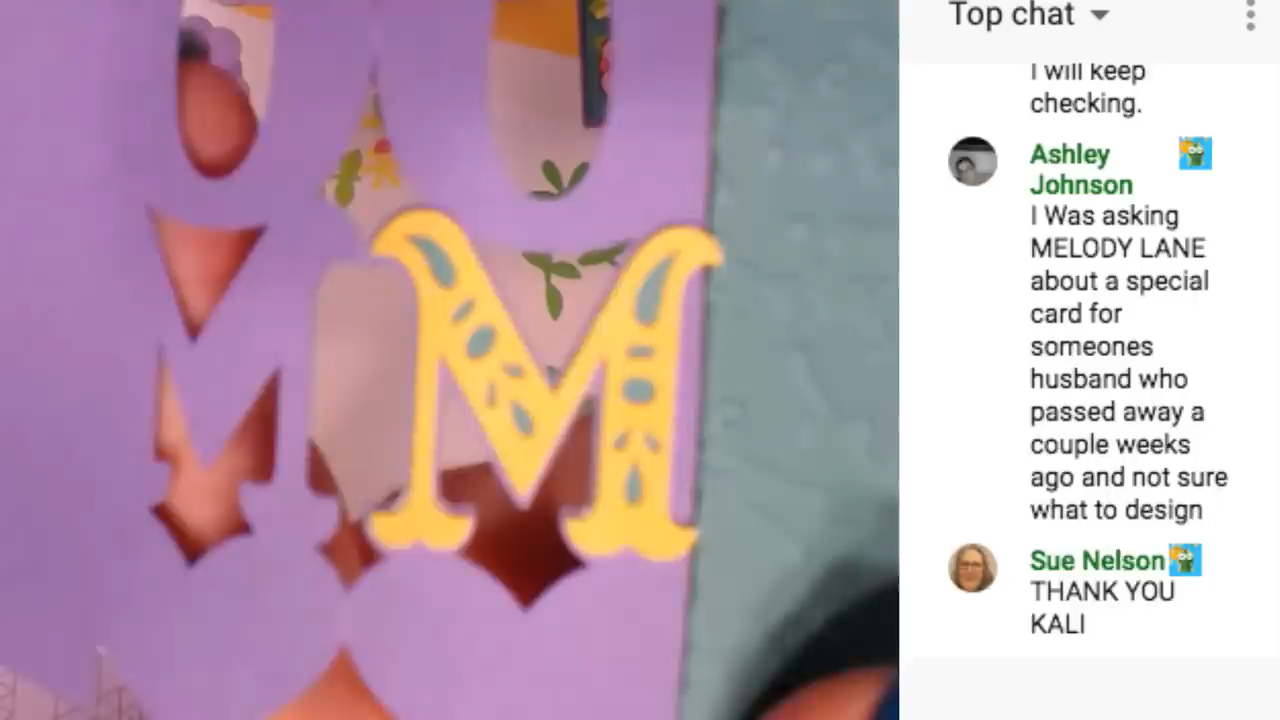 M
Top chat
I will keep
checking.
Ashley
Johnson
I Was asking
MELODY LANE
about a special
card for
someones
husband who
passed away a
couple weeks
ago and not sure
what to design
Sue Nelson
THANK YOU
KALI